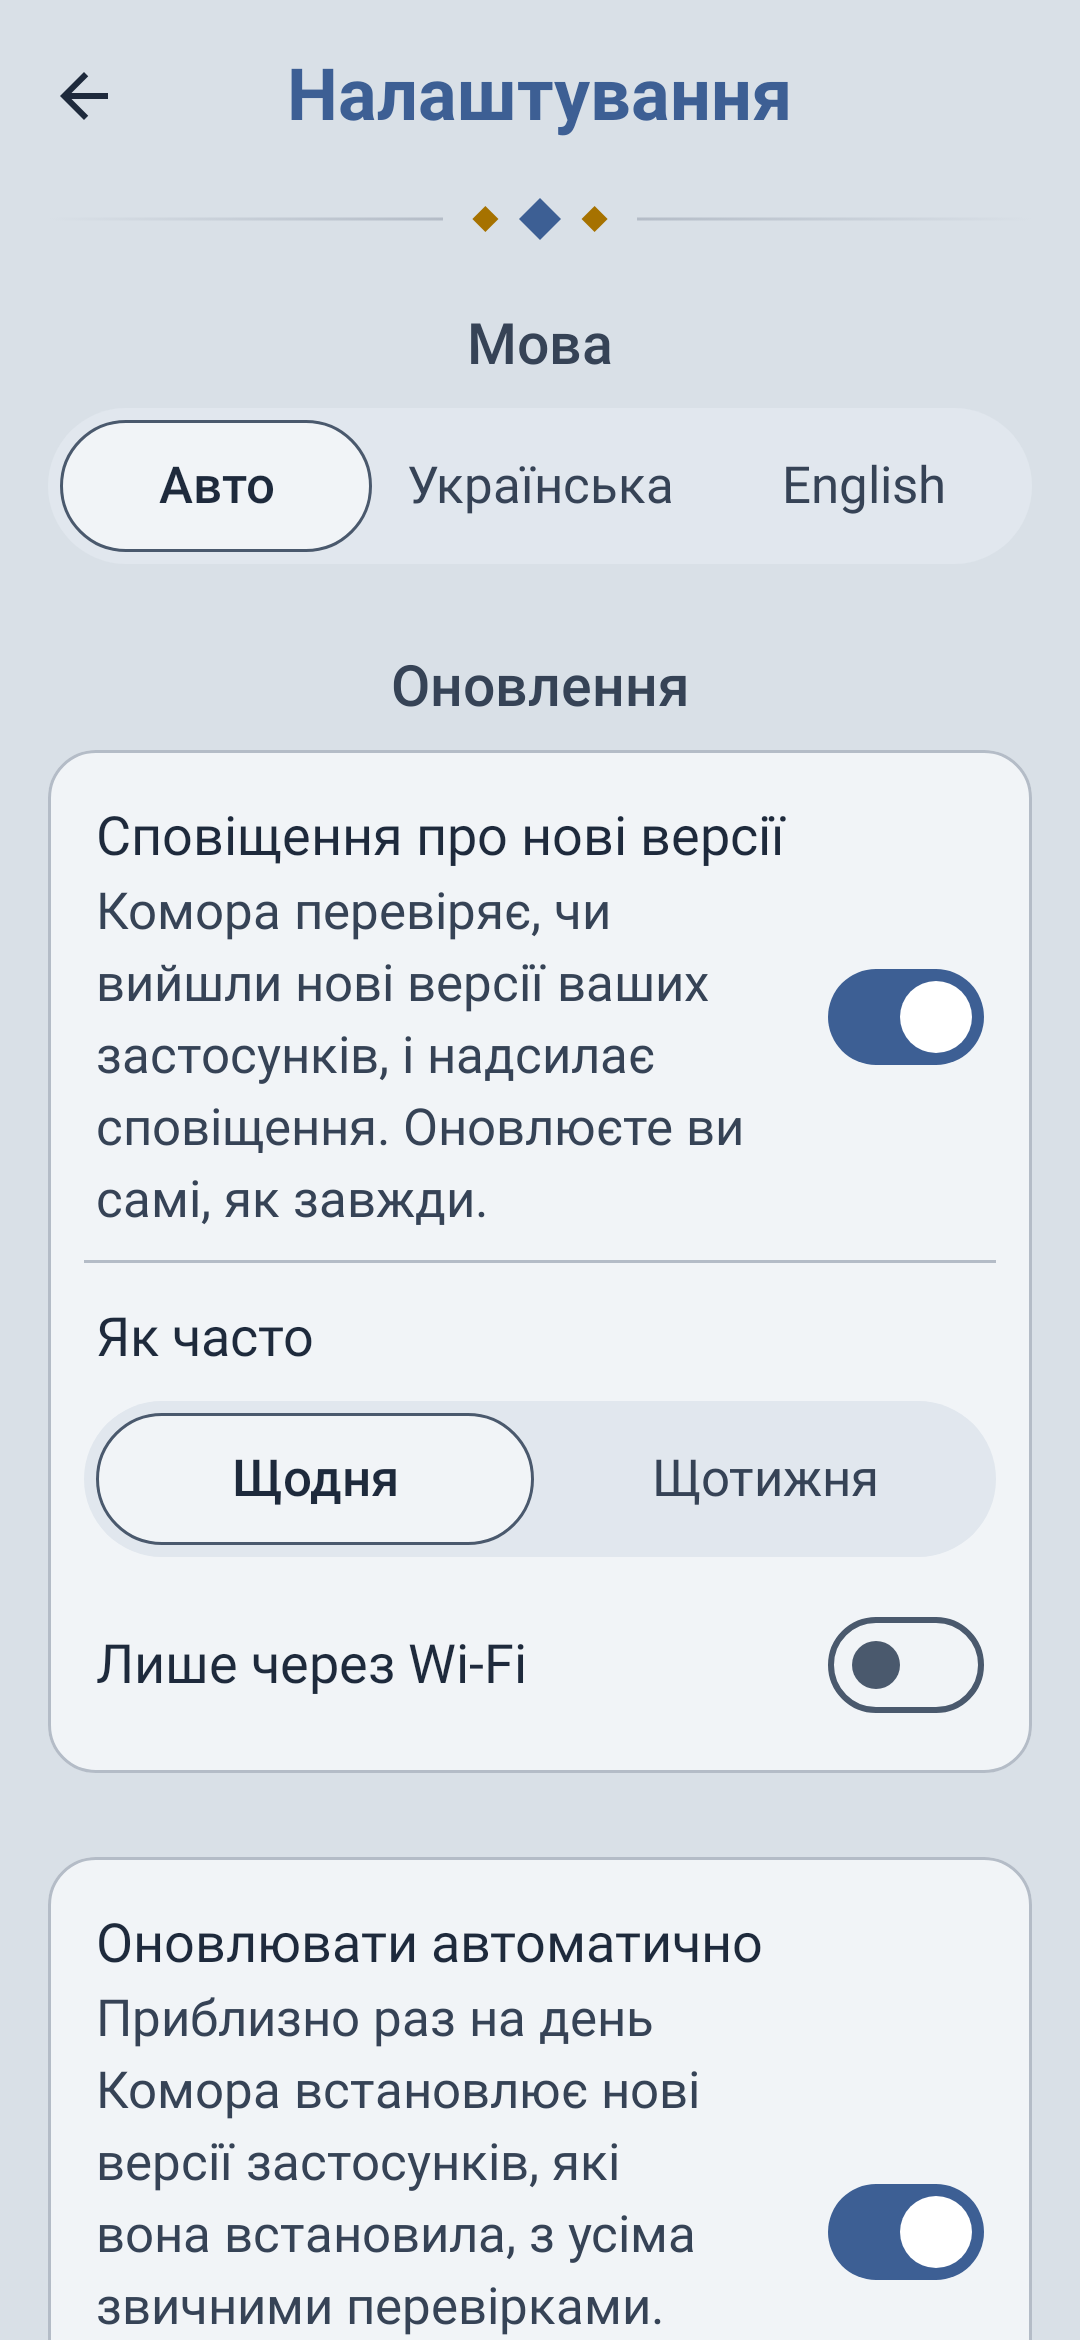 Налаштування
Мова
Авто
Українська
English
Оновлення
Сповіщення про нові версії
Комора перевіряє, чи
вийшли нові версії ваших
застосунків, і надсилає
сповіщення. Оновлюєте ви
самі, як завжди.
Як часто
Щодня
Щотижня
Лише через Wi-Fi
Оновлювати автоматично
Приблизно раз на день
Комора встановлює нові
версії застосунків, які
вона встановила, з усіма
звичними перевірками.